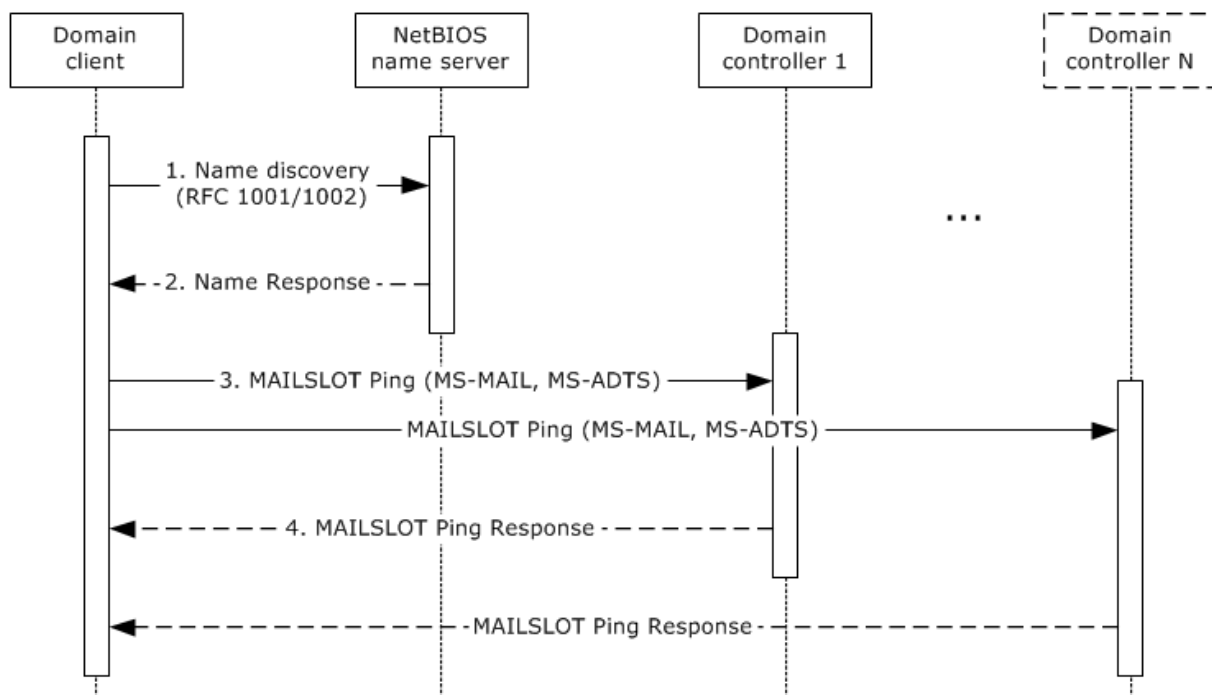 Domain
client
NetBIOS
name server
Domain
controller 1
Domain
controller N
1. Name discovery
(RFC 1001/1002)
...
2. Name Response
3. MAILSLOT Ping (MS-MAIL, MS-ADTS)
MAILSLOT Ping (MS-MAIL, MS-ADTS)
4. MAILSLOT Ping Response
MAILSLOT Ping Response